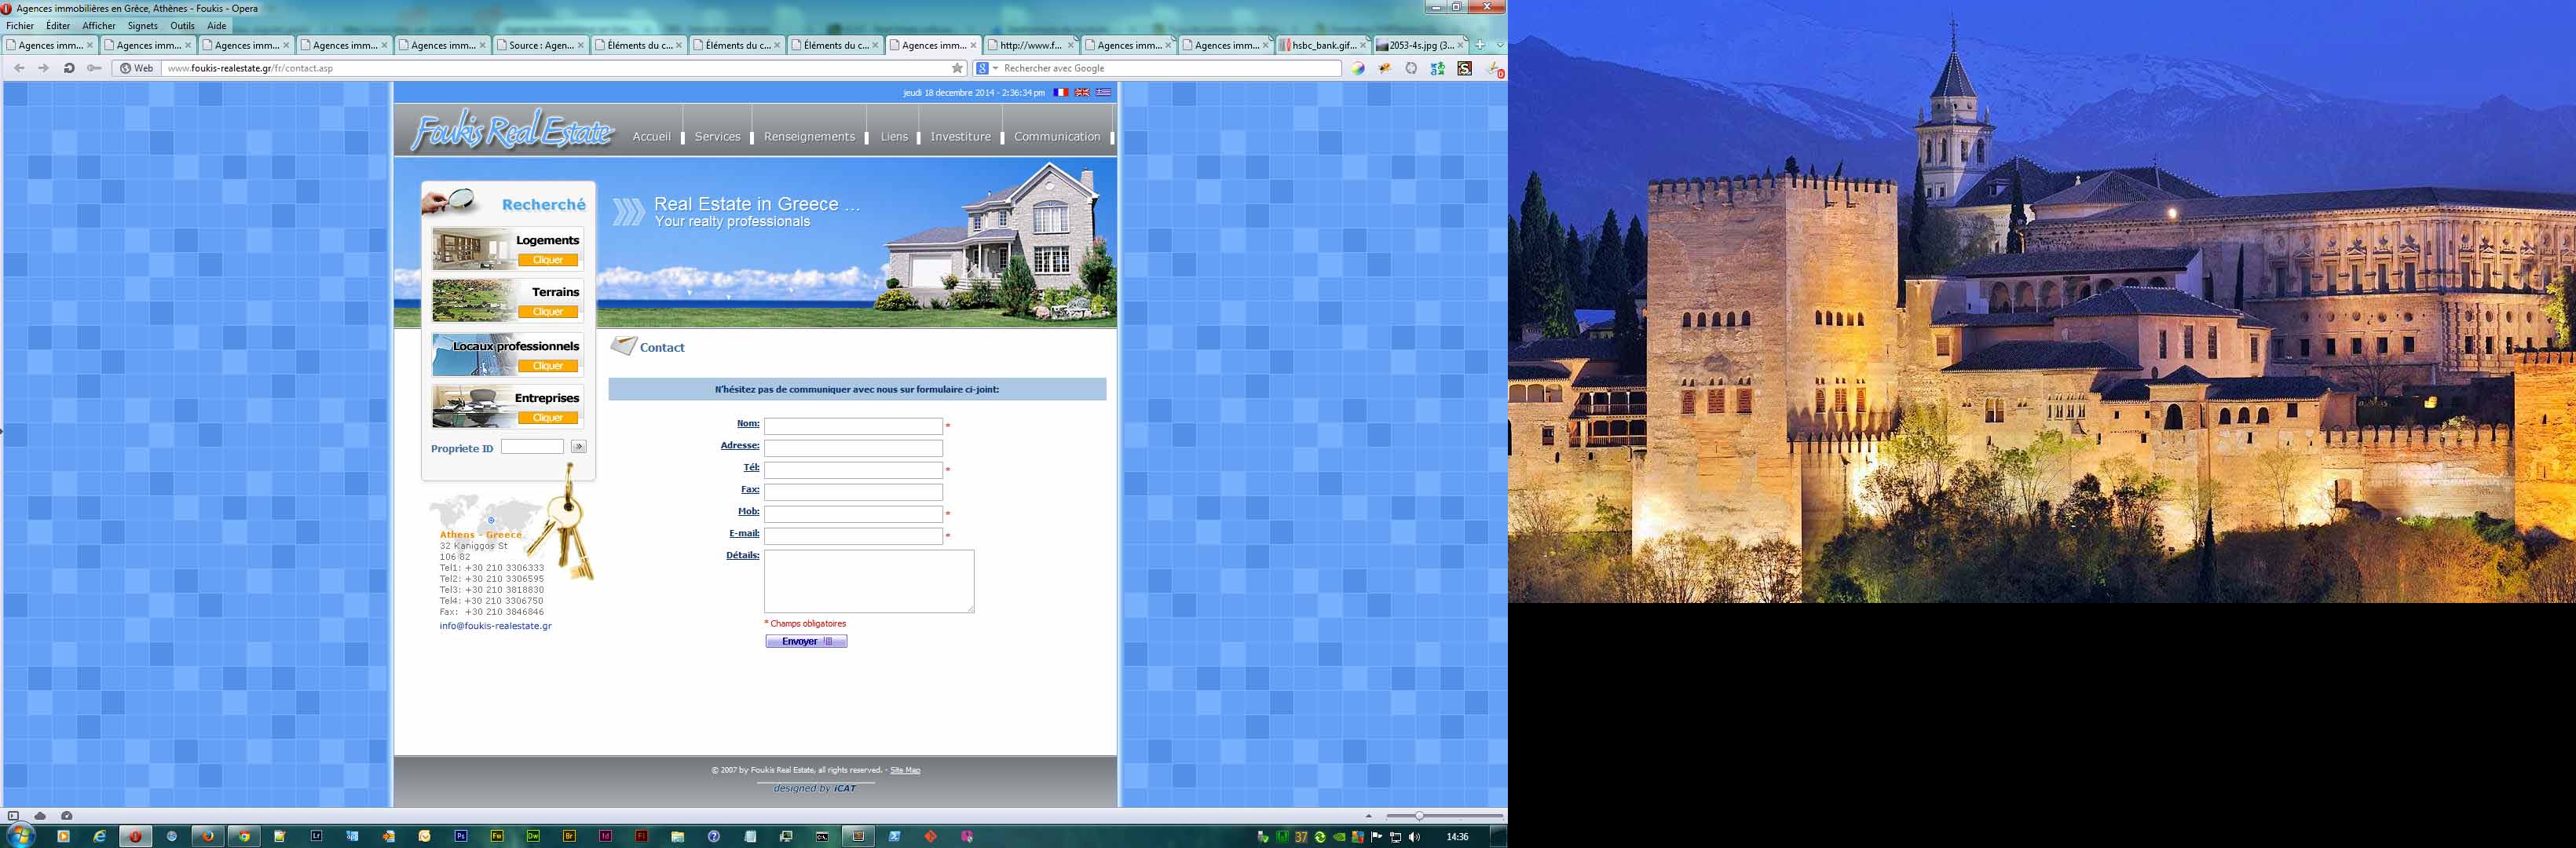 Agences immobilières en Grèce, Athènes - Foukis - Opera
Fichier Éditer Afficher Signets Outils Aide
Agences imm... Agences imm... Agences imm... Agences imm... Agences imm... Source : Agen... Éléments du c... Éléments du c... Éléments du c... Agences imm... http://www.f... Agences imm... Agences imm... hsbc_bank.gif... 2053-4s.jpg (3...
Web www.foukis-realestate.gr/fr/contact.asp Rechercher avec Google
jeudi 18 decembre 2014 - 2:36:34 pm
Foukis Real Estate
Accueil Services Renseignements Liens Investiture Communication
Recherché
Real Estate in Greece ...
Your realty professionals
Logements
Cliquer
Terrains
Cliquer
Locaux professionnels
Cliquer
Entreprises
Cliquer
Propriete ID
Athens - Greece
32 Kaniggos St
106 82
Tel1: +30 210 3306333
Tel2: +30 210 3306595
Tel3: +30 210 3818830
Tel4: +30 210 3306750
Fax: +30 210 3846846
info@foukis-realestate.gr
Contact
N'hésitez pas de communiquer avec nous sur formulaire ci-joint:
Nom: *
Adresse:
Tél: *
Fax:
Mob: *
E-mail: *
Détails:
* Champs obligatoires
Envoyer
© 2007 by Foukis Real Estate, all rights reserved. - Site Map
designed by iCAT
Lr Ps Fw Dw Br Id Fl 37 14:36